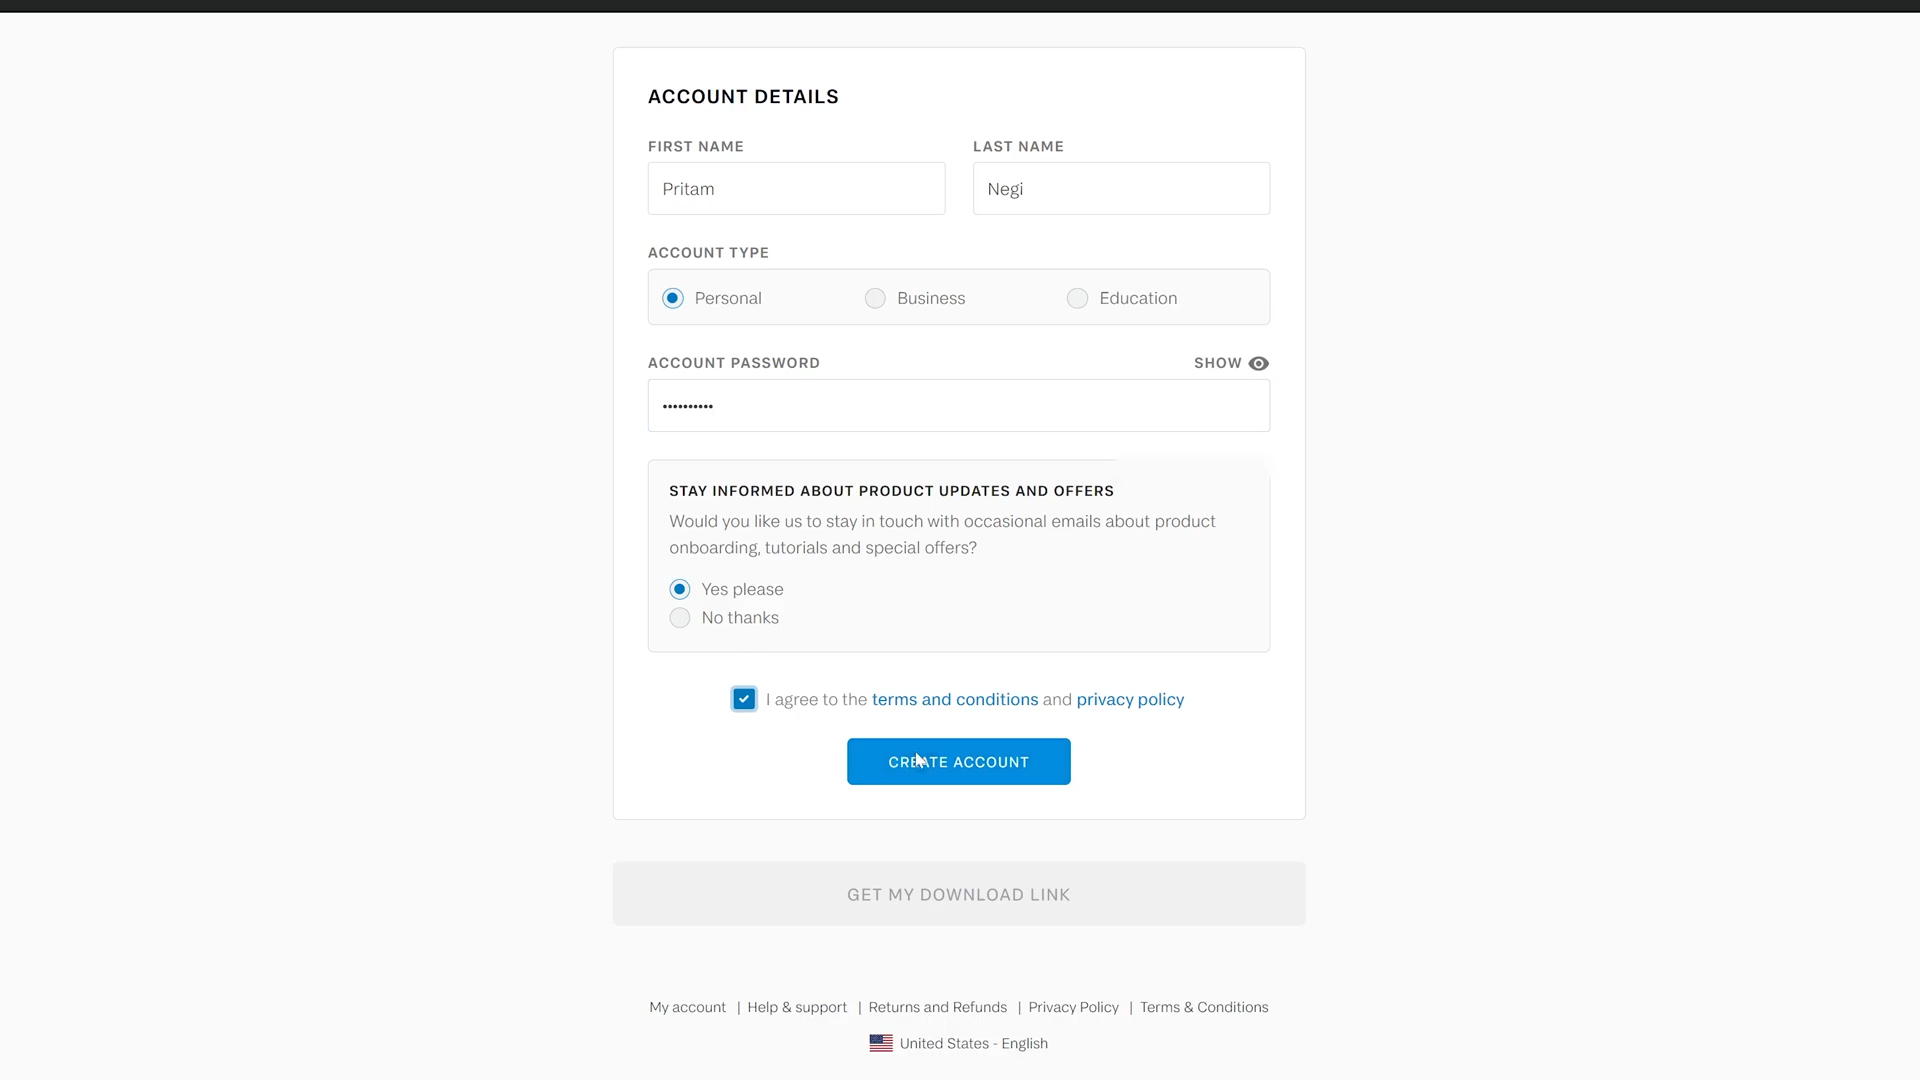 ACCOUNT DETAILS
FIRST NAME
LAST NAME
Pritam
Negi
ACCOUNT TYPE
Personal
Business
Education
ACCOUNT PASSWORD
SHOW
••••••••••
STAY INFORMED ABOUT PRODUCT UPDATES AND OFFERS
Would you like us to stay in touch with occasional emails about product
onboarding, tutorials and special offers?
Yes please
No thanks
I agree to the terms and conditions and privacy policy
CREATE ACCOUNT
GET MY DOWNLOAD LINK
My account | Help & support | Returns and Refunds | Privacy Policy | Terms & Conditions
United States - English